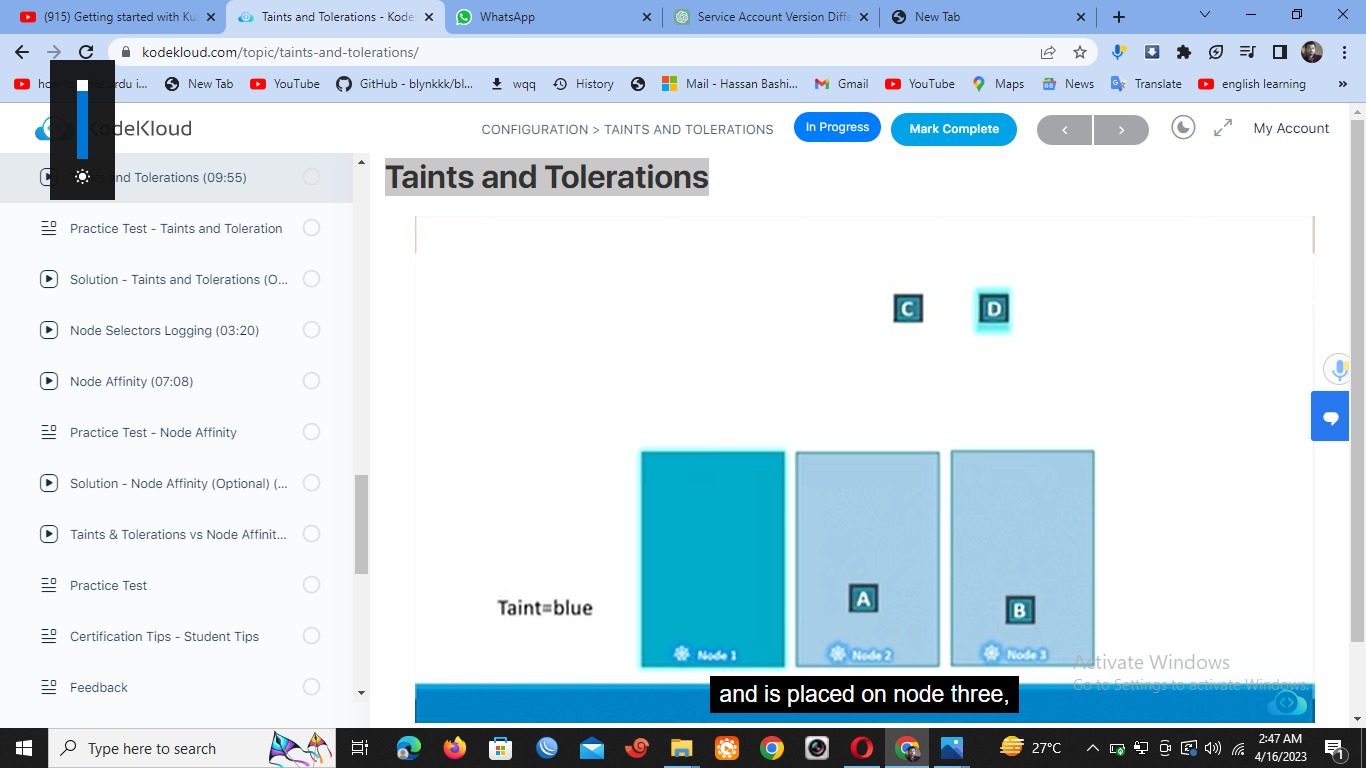 (915) Getting started with Ku
Taints and Tolerations - Kode
WhatsApp
Service Account Version Diffe
New Tab
kodekloud.com/topic/taints-and-tolerations/
urdu i...
New Tab
YouTube
GitHub - blynkkk/bl...
wqq
History
Mail - Hassan Bashi...
Gmail
YouTube
Maps
News
Translate
english learning
»
KodeKloud
CONFIGURATION > TAINTS AND TOLERATIONS
In Progress
Mark Complete
My Account
and Tolerations (09:55)
Practice Test - Taints and Toleration
Solution - Taints and Tolerations (O...
Node Selectors Logging (03:20)
Node Affinity (07:08)
Practice Test - Node Affinity
Solution - Node Affinity (Optional) (...
Taints & Tolerations vs Node Affinit...
Practice Test
Certification Tips - Student Tips
Feedback
Taints and Tolerations
C
D
A
B
Taint=blue
Node 1
Node 2
Node 3
and is placed on node three,
Activate Windows
Go to Settings to activate Windows.
Type here to search
27°C
2:47 AM
4/16/2023
1